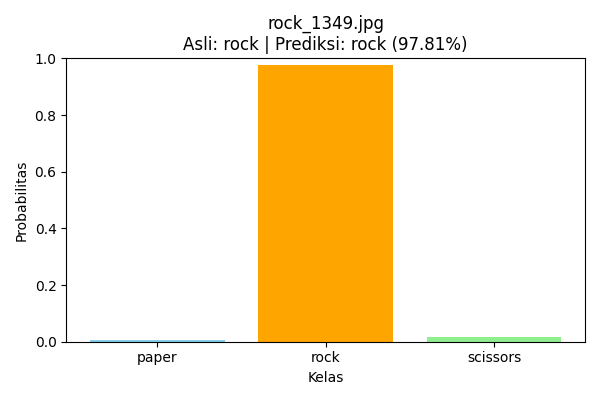 rock_1349.jpg
Asli: rock | Prediksi: rock (97.81%)
1.0
0.8
0.6
0.4
0.2
0.0
Probabilitas
paper rock scissors
Kelas